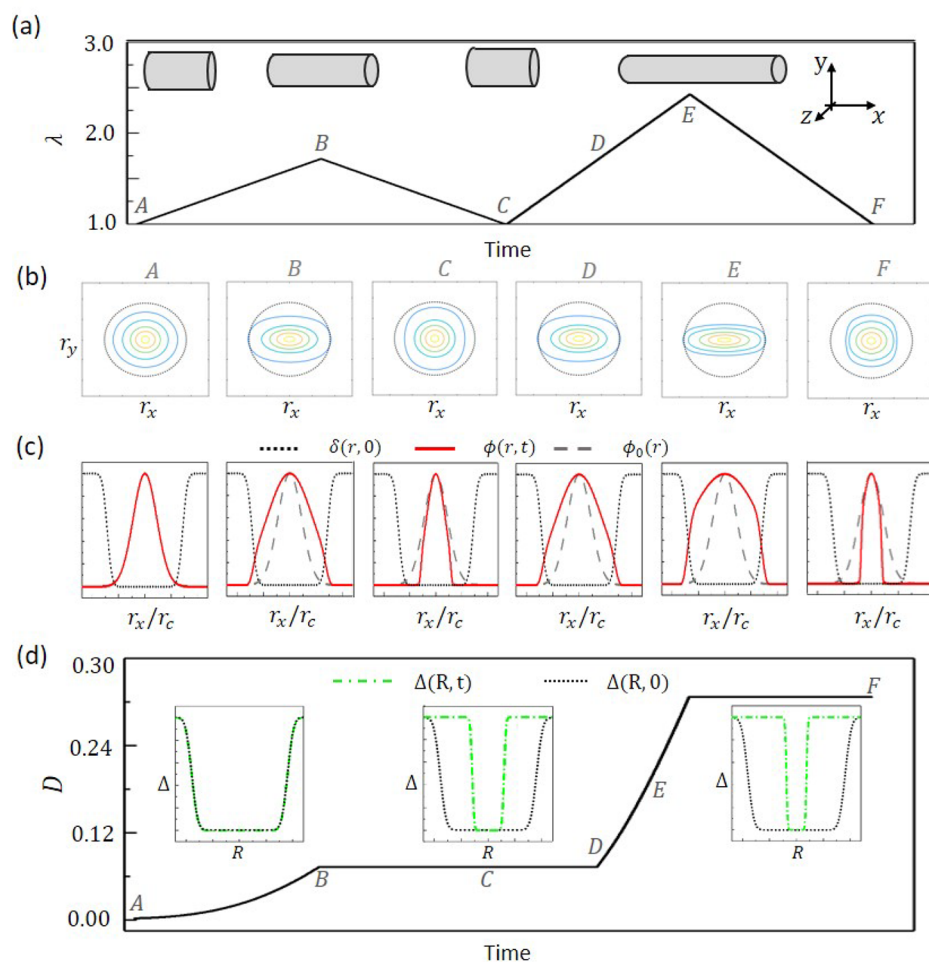 (a)
3.0
2.0
1.0
λ
A
B
C
D
E
F
y
z
x
Time
(b)
A B C D E F
r_y
r_x r_x r_x r_x r_x r_x
(c)
δ(r, 0) ϕ(r, t) ϕ_0(r)
r_x/r_c r_x/r_c r_x/r_c r_x/r_c r_x/r_c r_x/r_c
(d)
0.30
0.24
0.12
0.00
D
Δ(R, t) Δ(R, 0)
Δ Δ Δ
R R R
A
B
C
D
E
F
Time